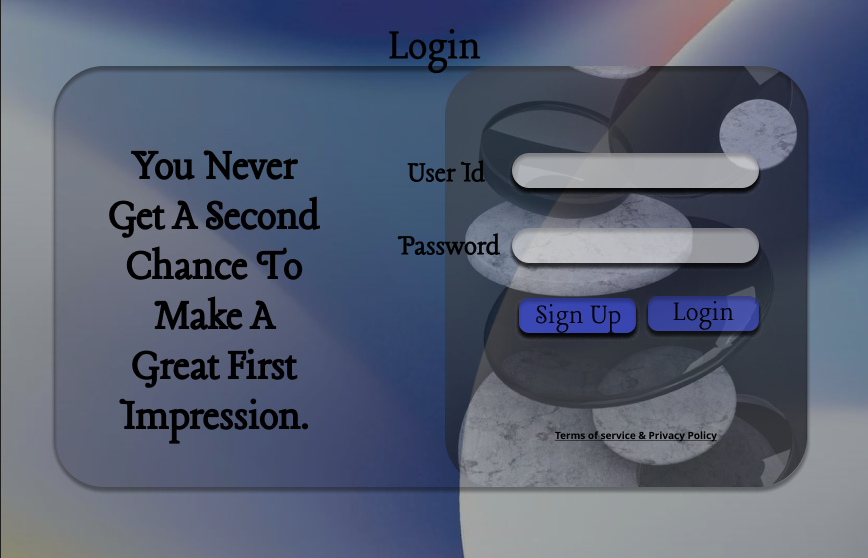 Login
You Never
Get A Second
Chance To
Make A
Great First
Impression.
User Id
Password
Sign Up
Login
Terms of service & Privacy Policy